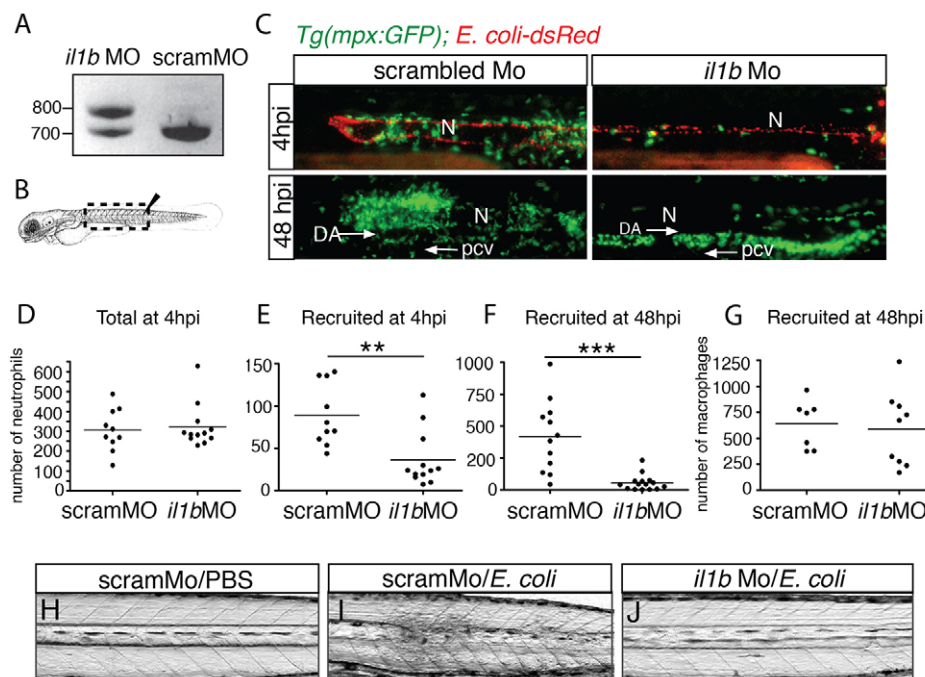 A
il1b MO scramMO
800
700
B
C
Tg(mpx:GFP); E. coli-dsRed
scrambled Mo
il1b Mo
4hpi
N
N
48 hpi
DA
N
pcv
DA
N
pcv
D
Total at 4hpi
number of neutrophils
600
500
400
300
200
100
0
scramMO il1bMO
E
Recruited at 4hpi
**
150
100
50
0
scramMO il1bMO
F
Recruited at 48hpi
***
1000
800
600
400
200
0
scramMO il1bMO
G
Recruited at 48hpi
number of macrophages
1250
1000
750
500
250
0
scramMO il1bMO
scramMo/PBS
H
scramMo/E. coli
I
il1b Mo/E. coli
J